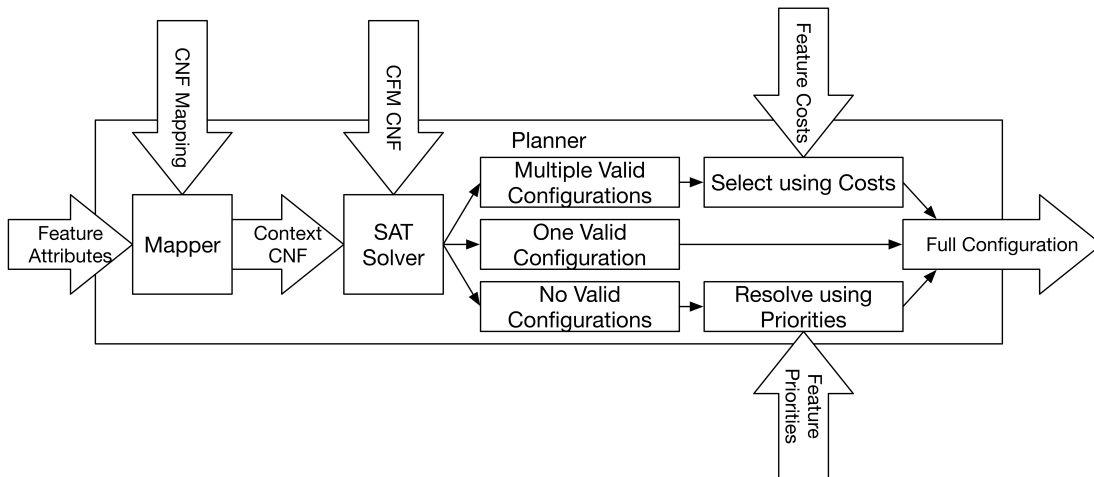 CNF Mapping
CFM CNF
Feature Costs
Planner
Multiple Valid
Configurations
Select using Costs
Feature
Attributes
Mapper
Context
CNF
SAT
Solver
One Valid
Configuration
Full Configuration
No Valid
Configurations
Resolve using
Priorities
Feature
Priorities